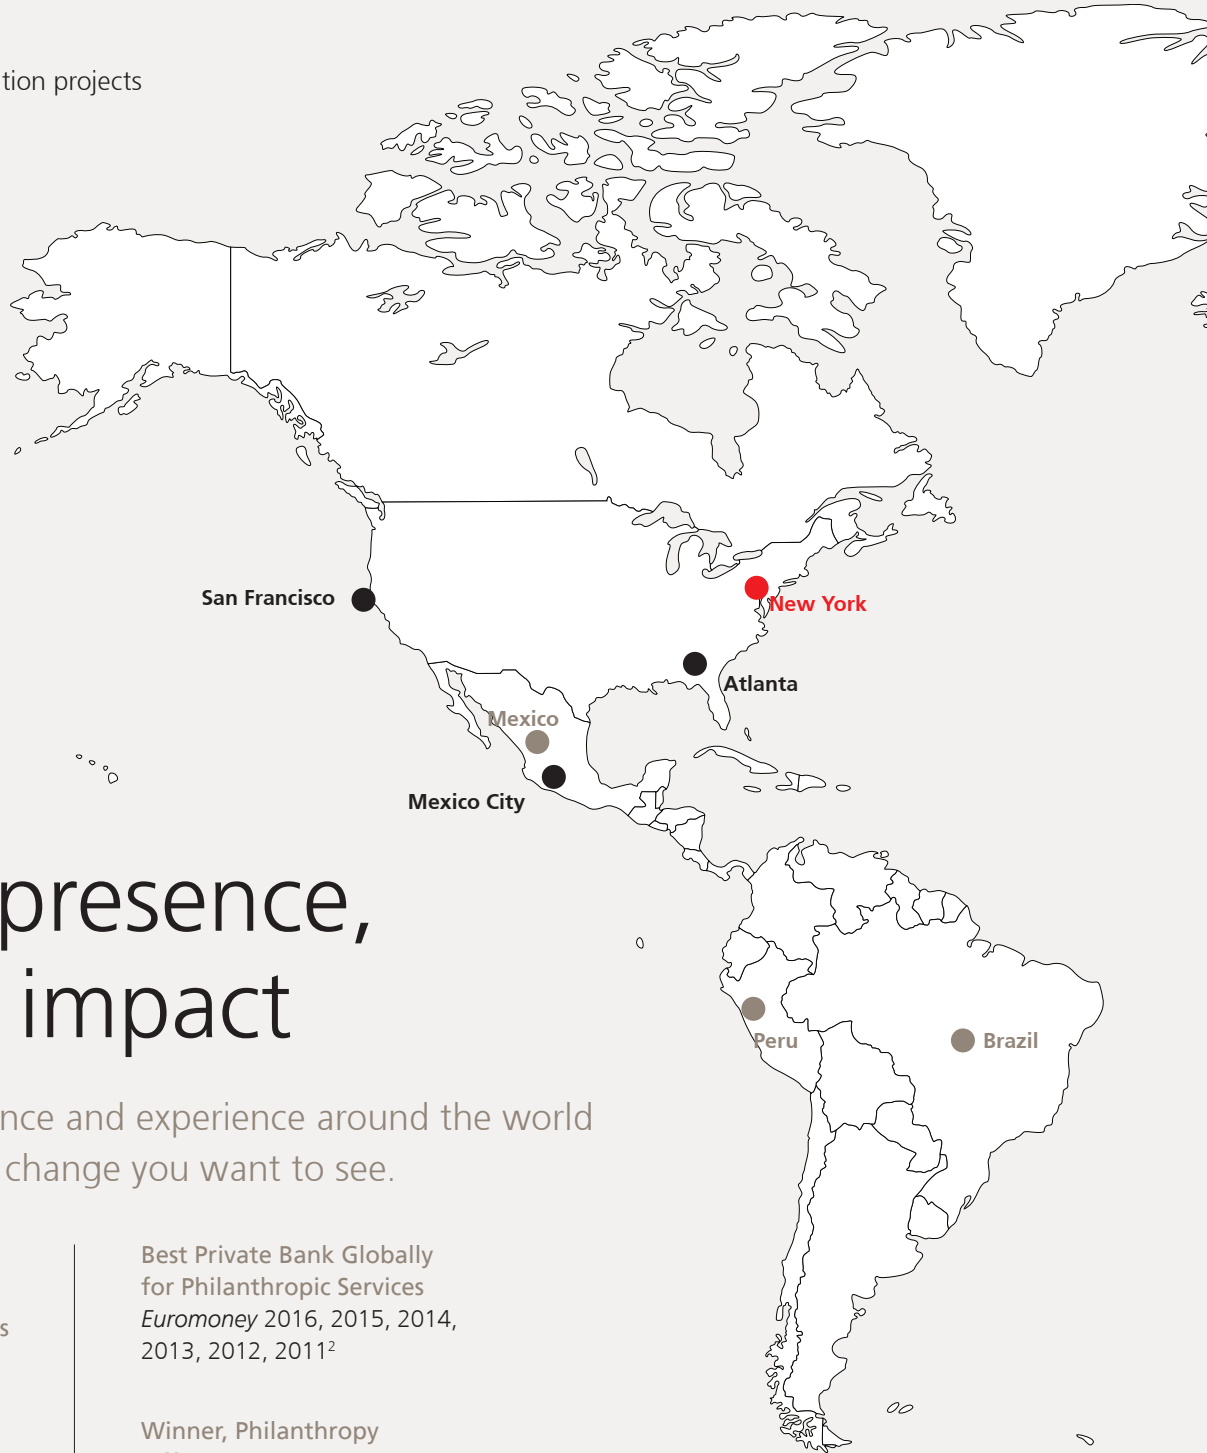 tion projects
San Francisco
New York
Atlanta
Mexico
Mexico City
presence,
impact
Peru
Brazil
nce and experience around the world
change you want to see.
Best Private Bank Globally
for Philanthropic Services
Euromoney 2016, 2015, 2014,
s
2013, 2012, 2011²
Winner, Philanthropy